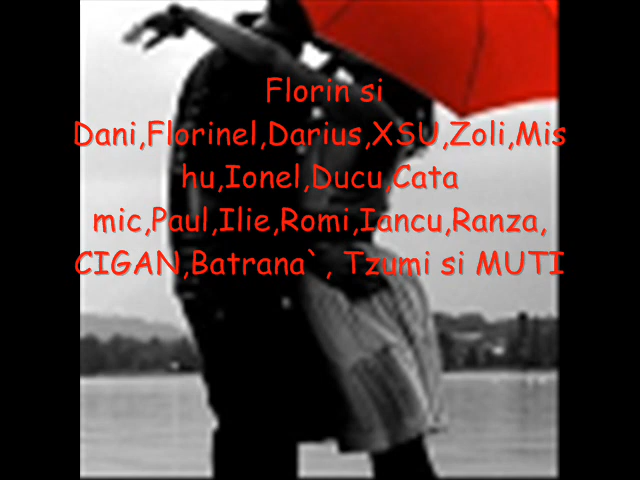 Florin si
Dani,Florinel,Darius,XSU,Zoli,Mis
hu,Ionel,Ducu,Cata
mic,Paul,Ilie,Romi,Iancu,Ranza,
CIGAN,Batrana`, Tzumi si MUTI